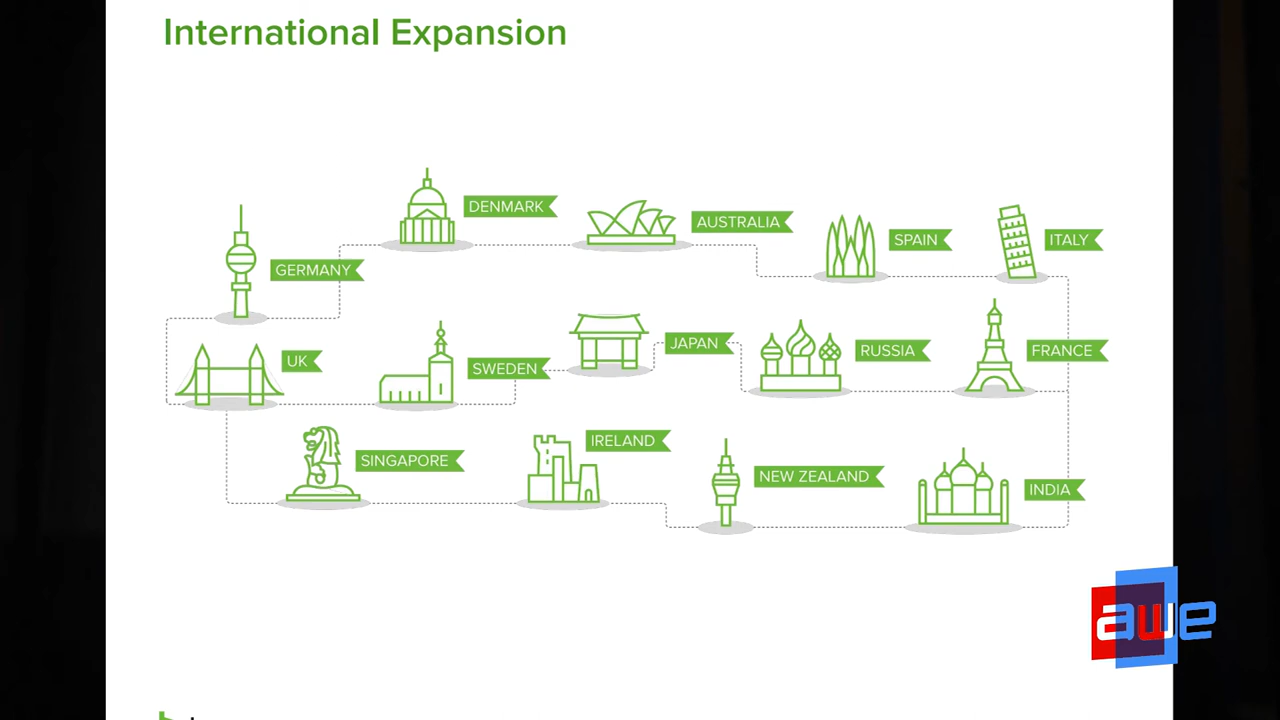 International Expansion
DENMARK
AUSTRALIA
SPAIN
ITALY
GERMANY
UK
SWEDEN
JAPAN
RUSSIA
FRANCE
SINGAPORE
IRELAND
NEW ZEALAND
INDIA
awe